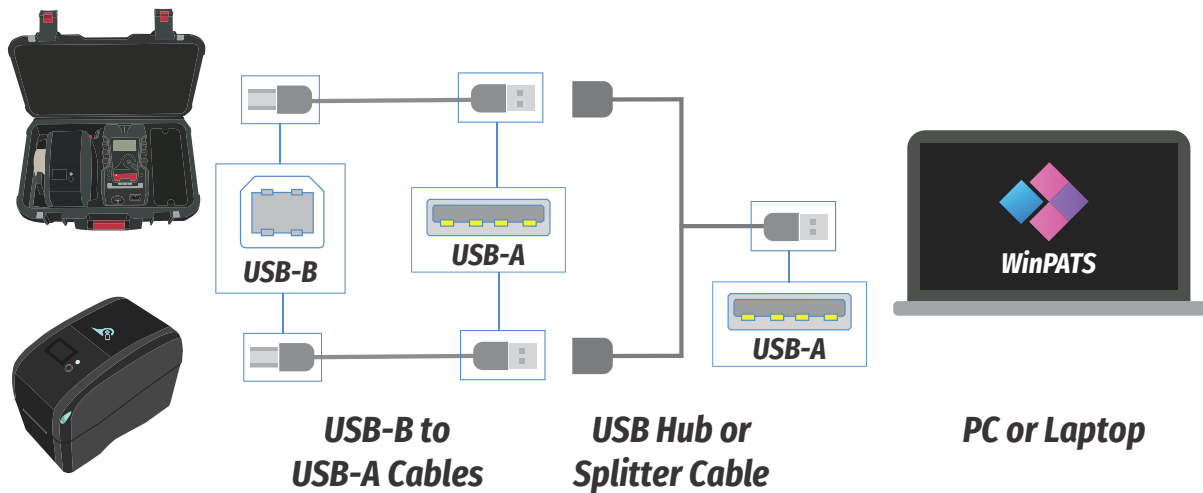 USB-B
USB-A
USB-A
WinPATS
USB-B to
USB-A Cables
USB Hub or
Splitter Cable
PC or Laptop